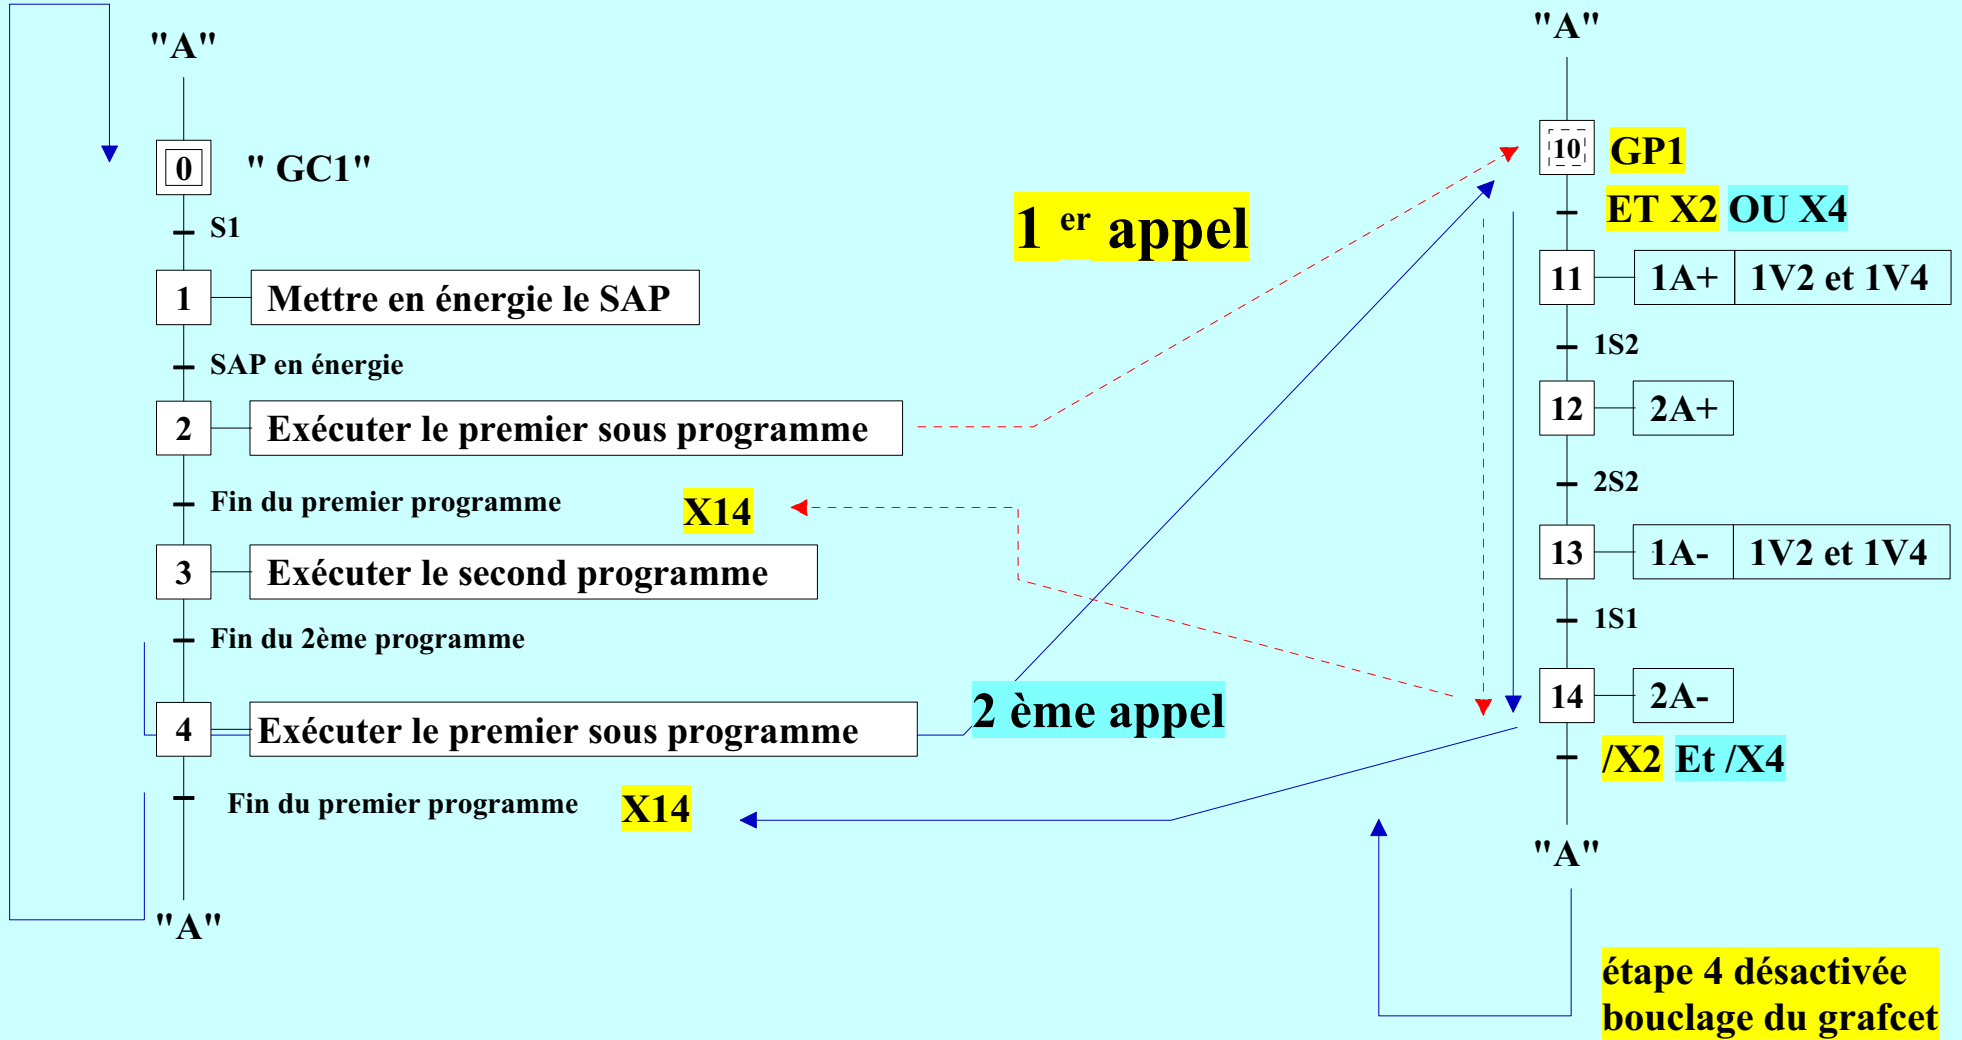 "A"
0
" GC1"
S1
1
Mettre en énergie le SAP
SAP en énergie
2
Exécuter le premier sous programme
Fin du premier programme
X14
3
Exécuter le second programme
Fin du 2ème programme
4
Exécuter le premier sous programme
Fin du premier programme
X14
"A"
1 er appel
2 ème appel
"A"
10
GP1
ET X2 OU X4
11
1A+
1V2 et 1V4
1S2
12
2A+
2S2
13
1A-
1V2 et 1V4
1S1
14
2A-
/X2 Et /X4
"A"
étape 4 désactivée
bouclage du grafcet